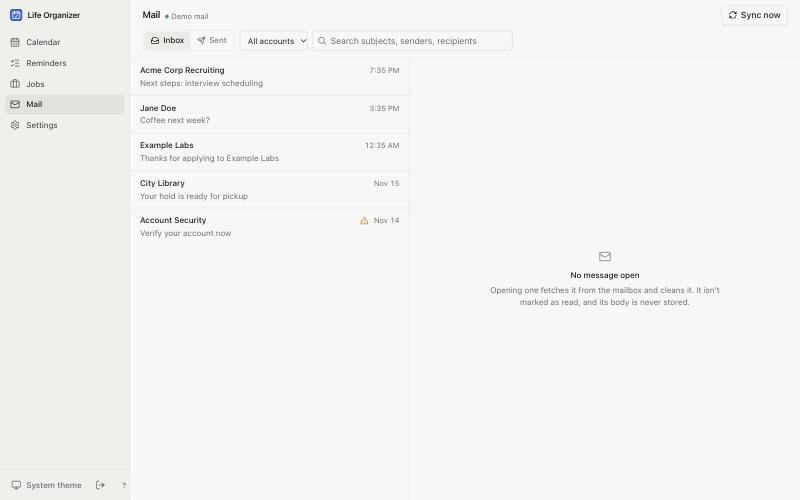 Life Organizer
Calendar
Reminders
Jobs
Mail
Settings
System theme
?
Mail
Demo mail
Sync now
Inbox
Sent
All accounts
Search subjects, senders, recipients
Acme Corp Recruiting 7:35 PM
Next steps: interview scheduling
Jane Doe 3:35 PM
Coffee next week?
Example Labs 12:35 AM
Thanks for applying to Example Labs
City Library Nov 15
Your hold is ready for pickup
Account Security Nov 14
Verify your account now
No message open
Opening one fetches it from the mailbox and cleans it. It isn't
marked as read, and its body is never stored.